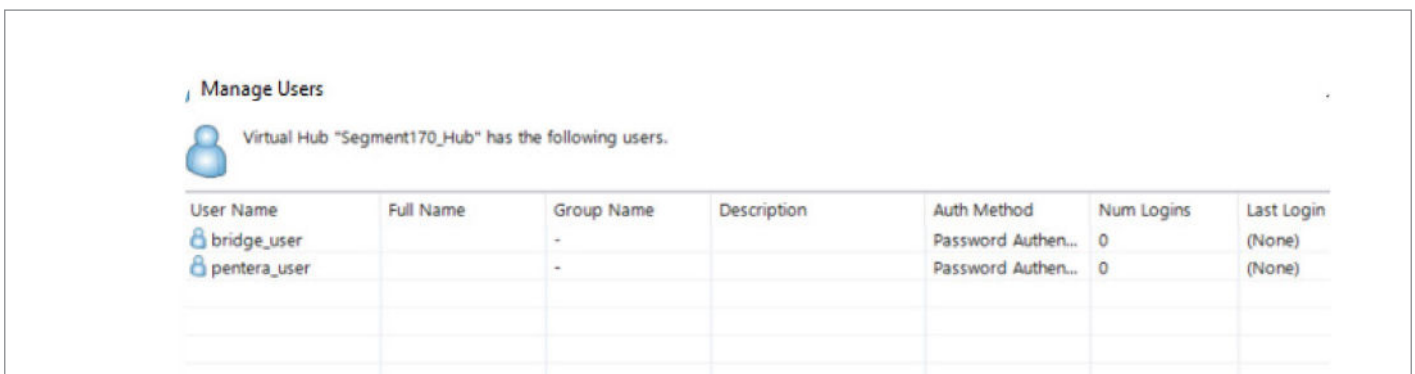 Manage Users
Virtual Hub "Segment170_Hub" has the following users.
User Name Full Name Group Name Description Auth Method Num Logins Last Login
bridge_user - Password Authen... 0 (None)
pentera_user - Password Authen... 0 (None)